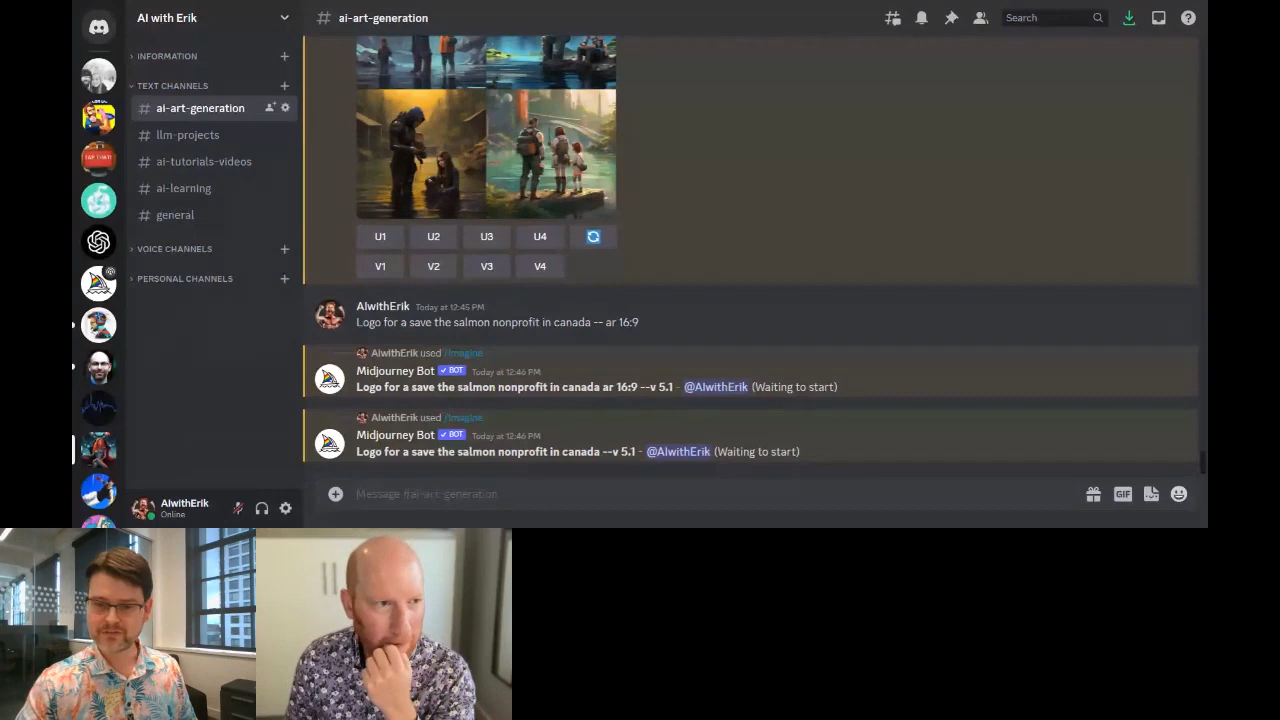 AI with Erik
ai-art-generation
Search
INFORMATION
TEXT CHANNELS
ai-art-generation
llm-projects
ai-tutorials-videos
ai-learning
general
VOICE CHANNELS
PERSONAL CHANNELS
U1 U2 U3 U4
V1 V2 V3 V4
AIwithErik Today at 12:45 PM
Logo for a save the salmon nonprofit in canada -- ar 16:9
AIwithErik used /imagine
Midjourney Bot ✓ BOT Today at 12:46 PM
Logo for a save the salmon nonprofit in canada ar 16:9 --v 5.1 - @AIwithErik (Waiting to start)
AIwithErik used /imagine
Midjourney Bot ✓ BOT Today at 12:46 PM
Logo for a save the salmon nonprofit in canada --v 5.1 - @AIwithErik (Waiting to start)
Message #ai-art-generation
GIF
AIwithErik
Online